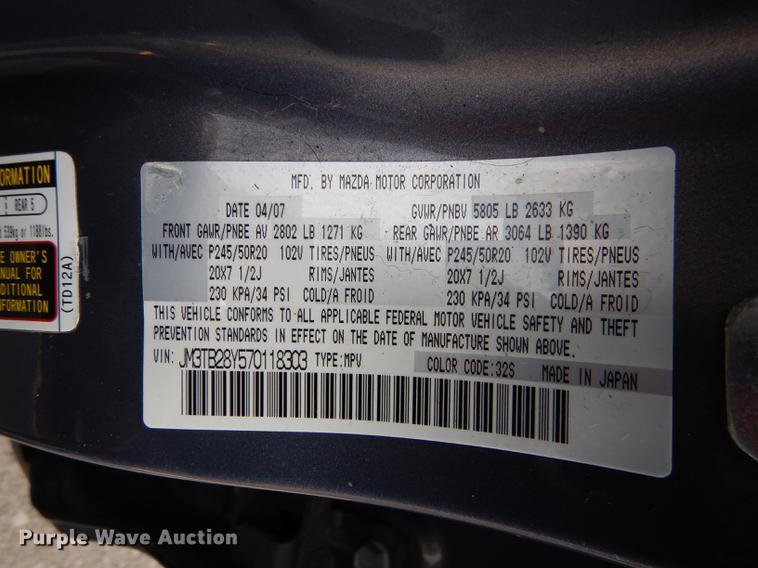 ORMATION
REAR 5
d 539kg or 1188lbs.
E OWNER'S
NUAL FOR
DDITIONAL
INFORMATION
(TD12A)
MFD. BY MAZDA MOTOR CORPORATION
DATE 04/07 GVWR/PNBV 5805 LB 2633 KG
FRONT GAWR/PNBE AV 2802 LB 1271 KG REAR GAWR/PNBE AR 3064 LB 1390 KG
WITH/AVEC P245/50R20 102V TIRES/PNEUS WITH/AVEC P245/50R20 102V TIRES/PNEUS
20X7 1/2J RIMS/JANTES 20X7 1/2J RIMS/JANTES
230 KPA/34 PSI COLD/A FROID 230 KPA/34 PSI COLD/A FROID
THIS VEHICLE CONFORMS TO ALL APPLICABLE FEDERAL MOTOR VEHICLE SAFETY AND THEFT
PREVENTION STANDARDS IN EFFECT ON THE DATE OF MANUFACTURE SHOWN ABOVE.
VIN: JM3TB28Y570118303 TYPE:MPV COLOR CODE:32S MADE IN JAPAN
Purple Wave Auction